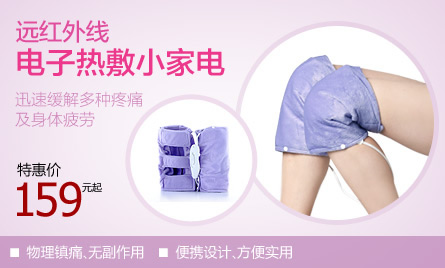 远红外线
电子热敷小家电
迅速缓解多种疼痛
及身体疲劳
特惠价
159元起
物理镇痛、无副作用
便携设计、方便实用